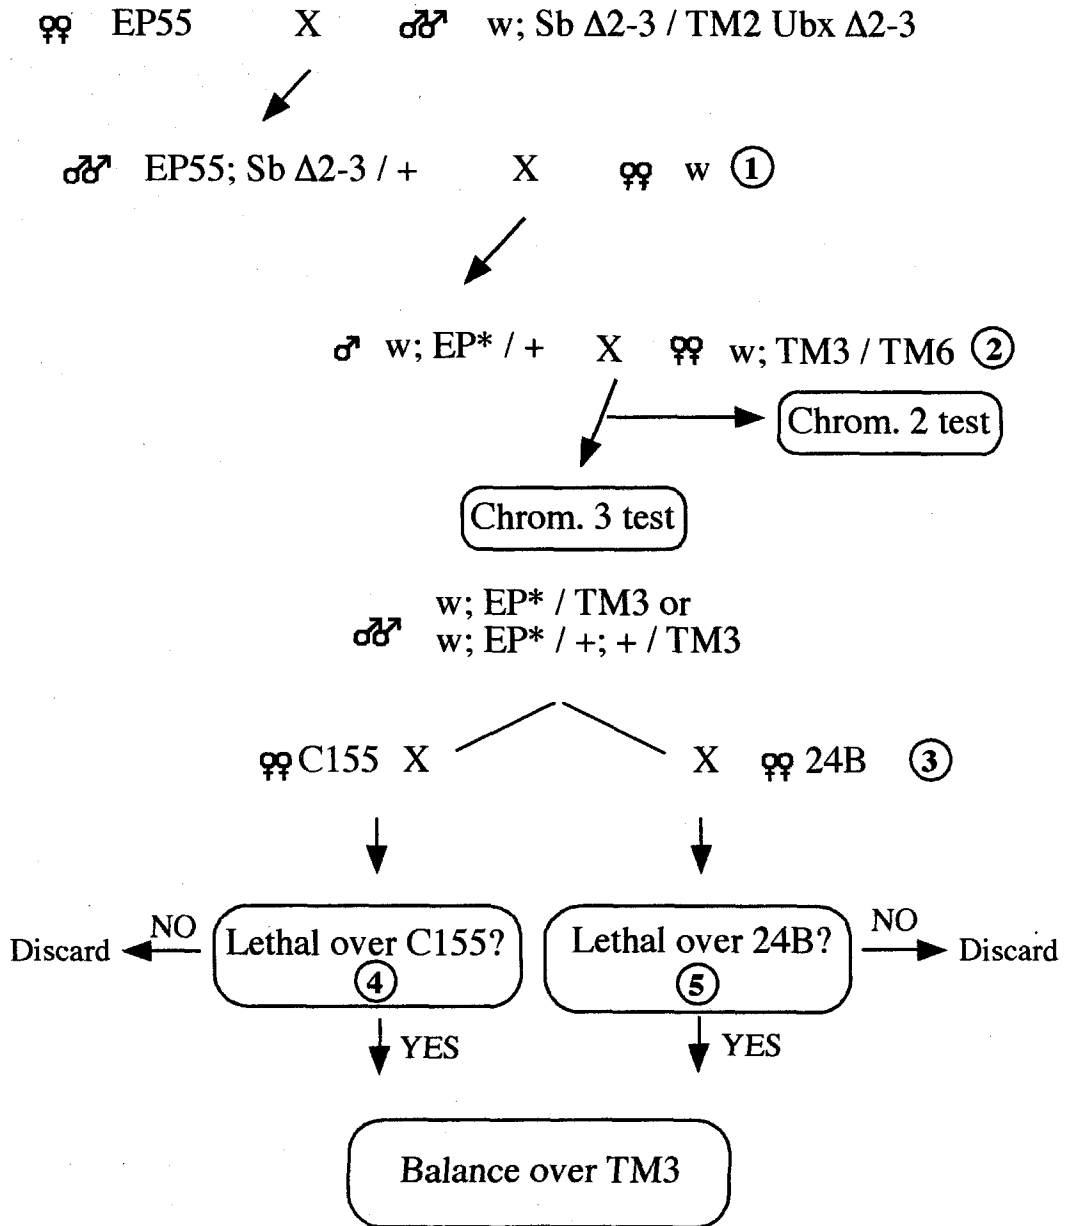 ♀♀ EP55 X ♂♂ w; Sb Δ2-3 / TM2 Ubx Δ2-3
♂♂ EP55; Sb Δ2-3 / + X ♀♀ w ①
♂ w; EP* / + X ♀♀ w; TM3 / TM6 ②
Chrom. 2 test
Chrom. 3 test
♂♂ w; EP* / TM3 or
w; EP* / +; + / TM3
♀♀ C155 X X ♀♀ 24B ③
Discard NO Lethal over C155? ④ Lethal over 24B? ⑤ NO Discard
YES YES
Balance over TM3